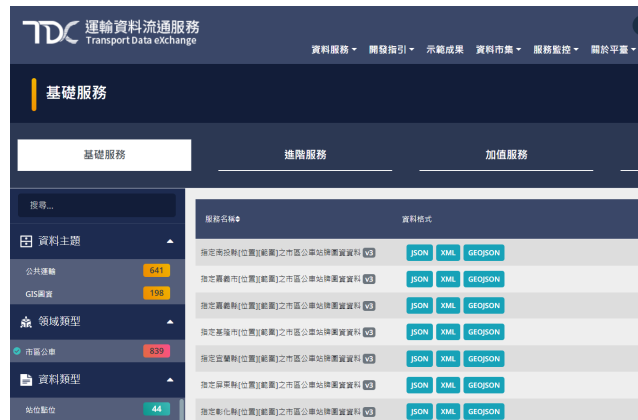 TDX 運輸資料流通服務
Transport Data eXchange
資料服務 開發指引 示範成果 資料市集 服務監控 關於平臺
基礎服務
基礎服務 進階服務 加值服務
搜尋...
服務名稱 資料格式
資料主題
公共運輸 641
GIS圖資 198
領域類型
市區公車 839
資料類型
站位點位 44
指定南投縣[位置][範圍]之市區公車站牌圖資資料 v3 JSON XML GEOJSON
指定嘉義市[位置][範圍]之市區公車站牌圖資資料 v3 JSON XML GEOJSON
指定嘉義縣[位置][範圍]之市區公車站牌圖資資料 v3 JSON XML GEOJSON
指定基隆市[位置][範圍]之市區公車站牌圖資資料 v3 JSON XML GEOJSON
指定宜蘭縣[位置][範圍]之市區公車站牌圖資資料 v3 JSON XML GEOJSON
指定屏東縣[位置][範圍]之市區公車站牌圖資資料 v3 JSON XML GEOJSON
指定彰化縣[位置][範圍]之市區公車站牌圖資資料 v3 JSON XML GEOJSON